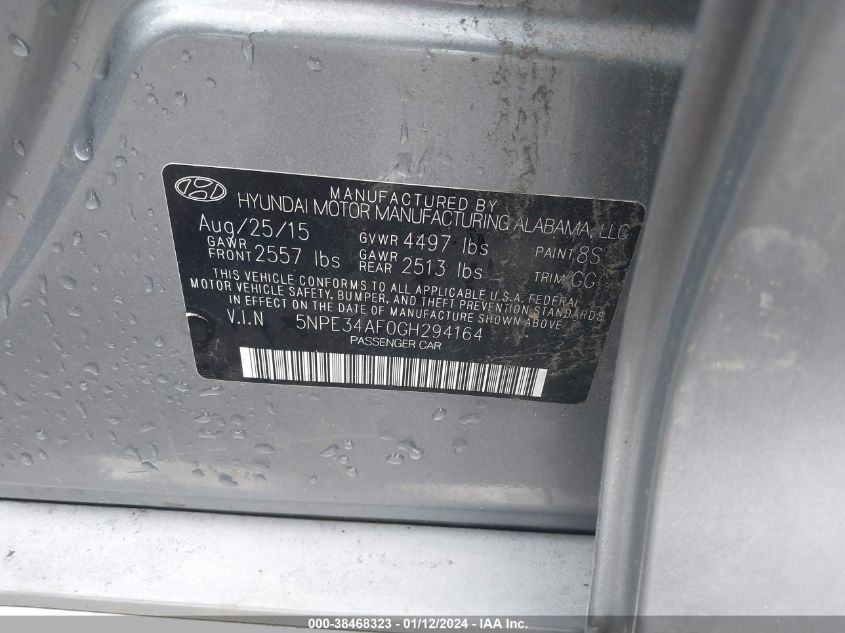 MANUFACTURED BY
HYUNDAI MOTOR MANUFACTURING ALABAMA, LLC
Aug/25/15 GVWR 4497 lbs PAINT 8S
GAWR FRONT 2557 lbs GAWR REAR 2513 lbs TRIM GG
THIS VEHICLE CONFORMS TO ALL APPLICABLE U.S.A. FEDERAL
MOTOR VEHICLE SAFETY, BUMPER, AND THEFT PREVENTION STANDARDS
IN EFFECT ON THE DATE OF MANUFACTURE SHOWN ABOVE.
V.I.N 5NPE34AF0GH294164
PASSENGER CAR
000-38468323 - 01/12/2024 - IAA Inc.